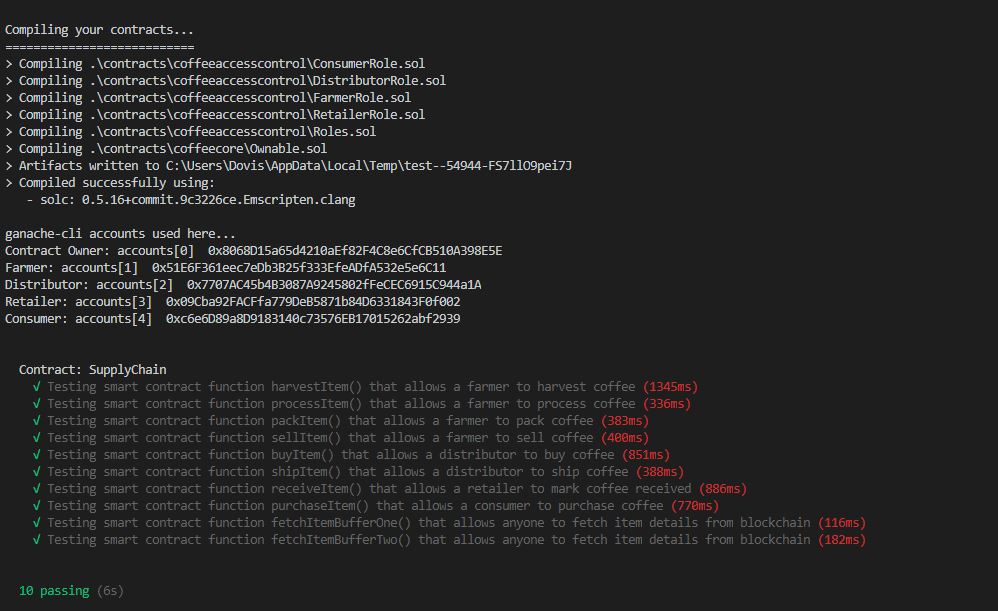 Compiling your contracts...
===========================
> Compiling .\contracts\coffeeaccesscontrol\ConsumerRole.sol
> Compiling .\contracts\coffeeaccesscontrol\DistributorRole.sol
> Compiling .\contracts\coffeeaccesscontrol\FarmerRole.sol
> Compiling .\contracts\coffeeaccesscontrol\RetailerRole.sol
> Compiling .\contracts\coffeeaccesscontrol\Roles.sol
> Compiling .\contracts\coffeecore\Ownable.sol
> Artifacts written to C:\Users\Dovis\AppData\Local\Temp\test--54944-FS7llO9pei7J
> Compiled successfully using:
- solc: 0.5.16+commit.9c3226ce.Emscripten.clang
ganache-cli accounts used here...
Contract Owner: accounts[0] 0x8068D15a65d4210aEf82F4C8e6CfCB510A398E5E
Farmer: accounts[1] 0x51E6F361eec7eDb3B25f333EfeADfA532e5e6C11
Distributor: accounts[2] 0x7707AC45b4B3087A9245802fFeCEC6915C944a1A
Retailer: accounts[3] 0x09Cba92FACFfa779DeB5871b84D6331843F0f002
Consumer: accounts[4] 0xc6e6D89a8D9183140c73576EB17015262abf2939
Contract: SupplyChain
√ Testing smart contract function harvestItem() that allows a farmer to harvest coffee (1345ms)
√ Testing smart contract function processItem() that allows a farmer to process coffee (336ms)
√ Testing smart contract function packItem() that allows a farmer to pack coffee (383ms)
√ Testing smart contract function sellItem() that allows a farmer to sell coffee (400ms)
√ Testing smart contract function buyItem() that allows a distributor to buy coffee (851ms)
√ Testing smart contract function shipItem() that allows a distributor to ship coffee (388ms)
√ Testing smart contract function receiveItem() that allows a retailer to mark coffee received (886ms)
√ Testing smart contract function purchaseItem() that allows a consumer to purchase coffee (770ms)
√ Testing smart contract function fetchItemBufferOne() that allows anyone to fetch item details from blockchain (116ms)
√ Testing smart contract function fetchItemBufferTwo() that allows anyone to fetch item details from blockchain (182ms)
10 passing (6s)